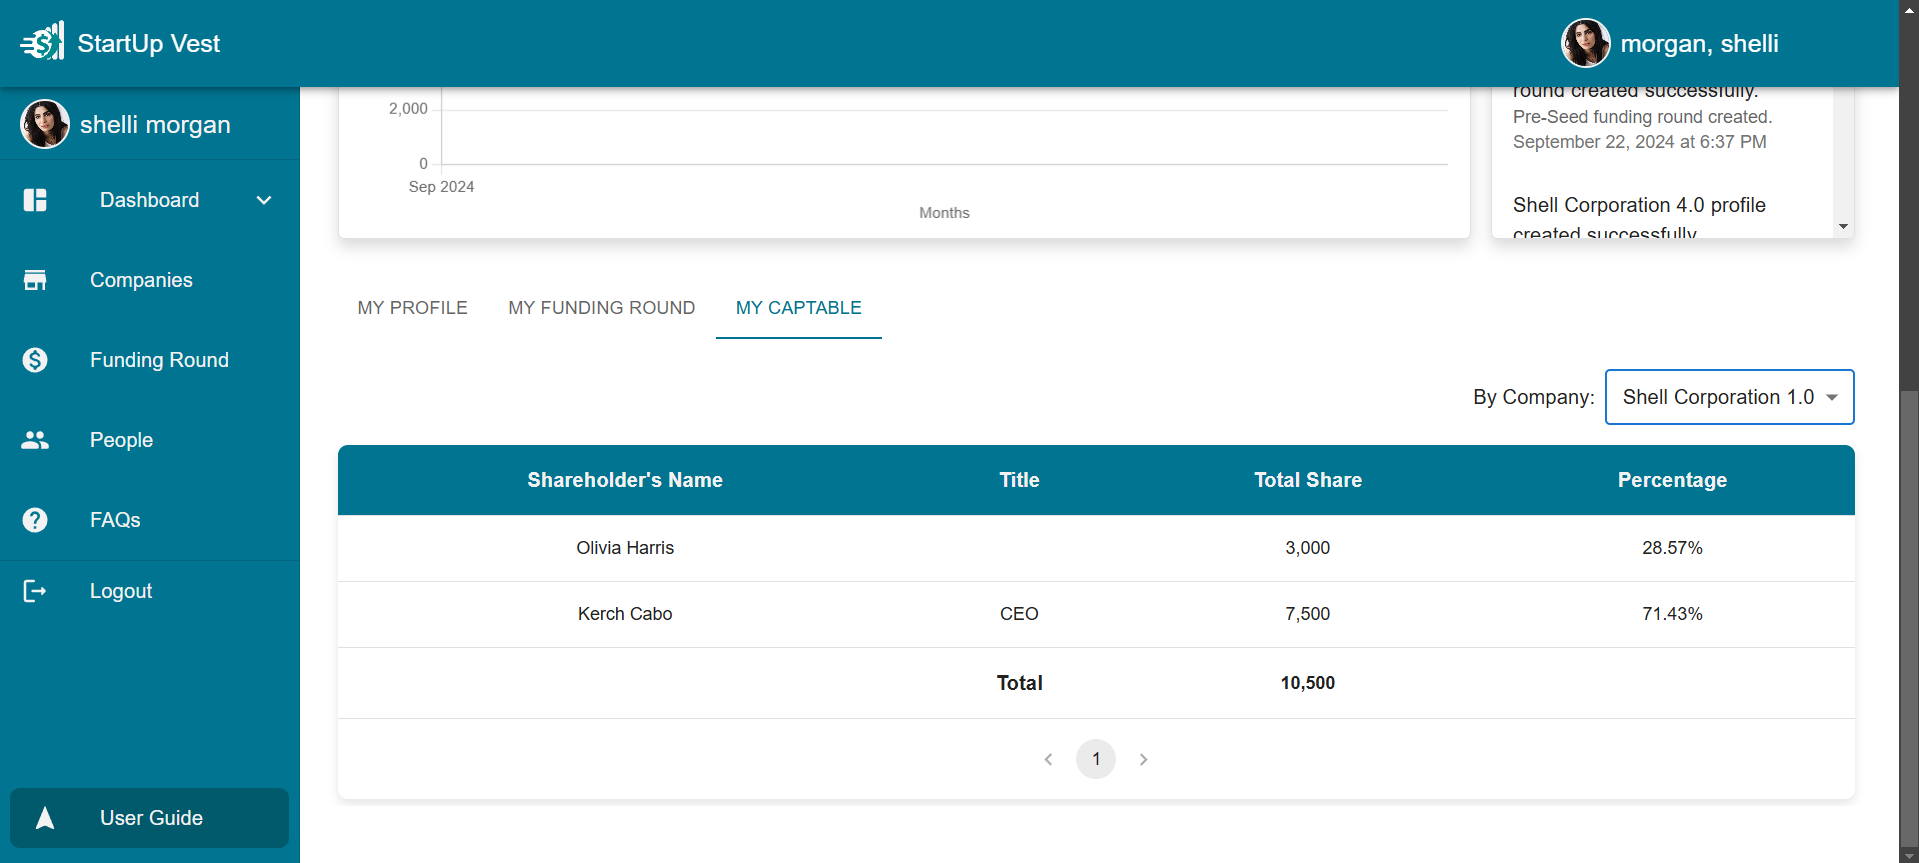 StartUp Vest
morgan, shelli
shelli morgan
Dashboard
Companies
Funding Round
People
FAQs
Logout
User Guide
2,000
0
Sep 2024
Months
round created successfully.
Pre-Seed funding round created.
September 22, 2024 at 6:37 PM
Shell Corporation 4.0 profile
created successfully
MY PROFILE MY FUNDING ROUND MY CAPTABLE
By Company: Shell Corporation 1.0
Shareholder's Name Title Total Share Percentage
Olivia Harris 3,000 28.57%
Kerch Cabo CEO 7,500 71.43%
Total 10,500
1